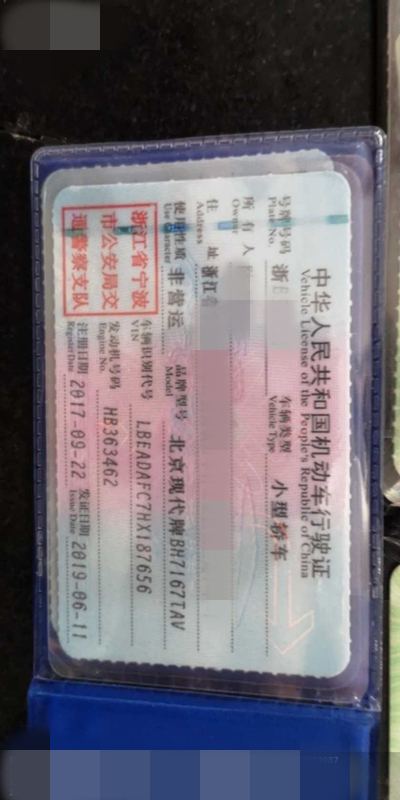 中华人民共和国机动车行驶证
Vehicle License of the People's Republic of China
号牌号码 浙B
Plate No.
车辆类型 小型轿车
Vehicle Type
所有人
Owner
住址 浙江省
Address
使用性质 非营运
Use Character
品牌型号 北京现代牌BH7167TAV
Model
浙江省宁波
市公安局交
通警察支队
车辆识别代号 LBEADAFC7HX187656
VIN
发动机号码 HB363462
Engine No.
注册日期 2017-09-22
Register Date
发证日期 2019-06-11
Issue Date